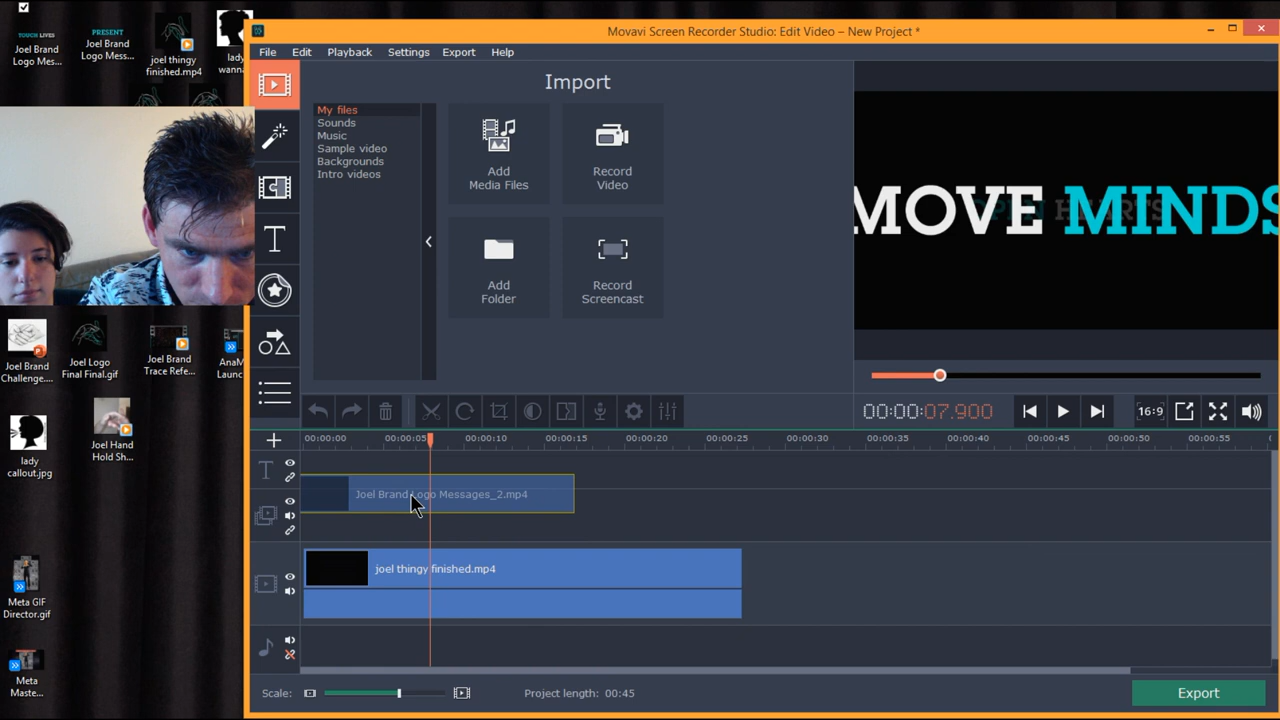 TOUCH LIVES
Joel Brand
Logo Mes...
PRESENT
Joel Brand
Logo Mess...
joel thingy
finished.mp4
lady
wanna
Movavi Screen Recorder Studio: Edit Video – New Project *
File
Edit
Playback
Settings
Export
Help
Import
My files
Sounds
Music
Sample video
Backgrounds
Intro videos
Add
Media Files
Record
Video
Add
Folder
Record
Screencast
MOVE MINDS
OPEN HEARTS
Joel Brand
Challenge....
Joel Logo
Final Final.gif
Joel Brand
Trace Refe...
AnaM
Launc
lady
callout.jpg
Joel Hand
Hold Sh...
Meta GIF
Director.gif
Meta
Maste...
00:00:07.900
16:9
00:00:00
00:00:05
00:00:10
00:00:15
00:00:20
00:00:25
00:00:30
00:00:35
00:00:40
00:00:45
00:00:50
00:00:55
Joel Brand Logo Messages_2.mp4
joel thingy finished.mp4
Scale:
Project length: 00:45
Export